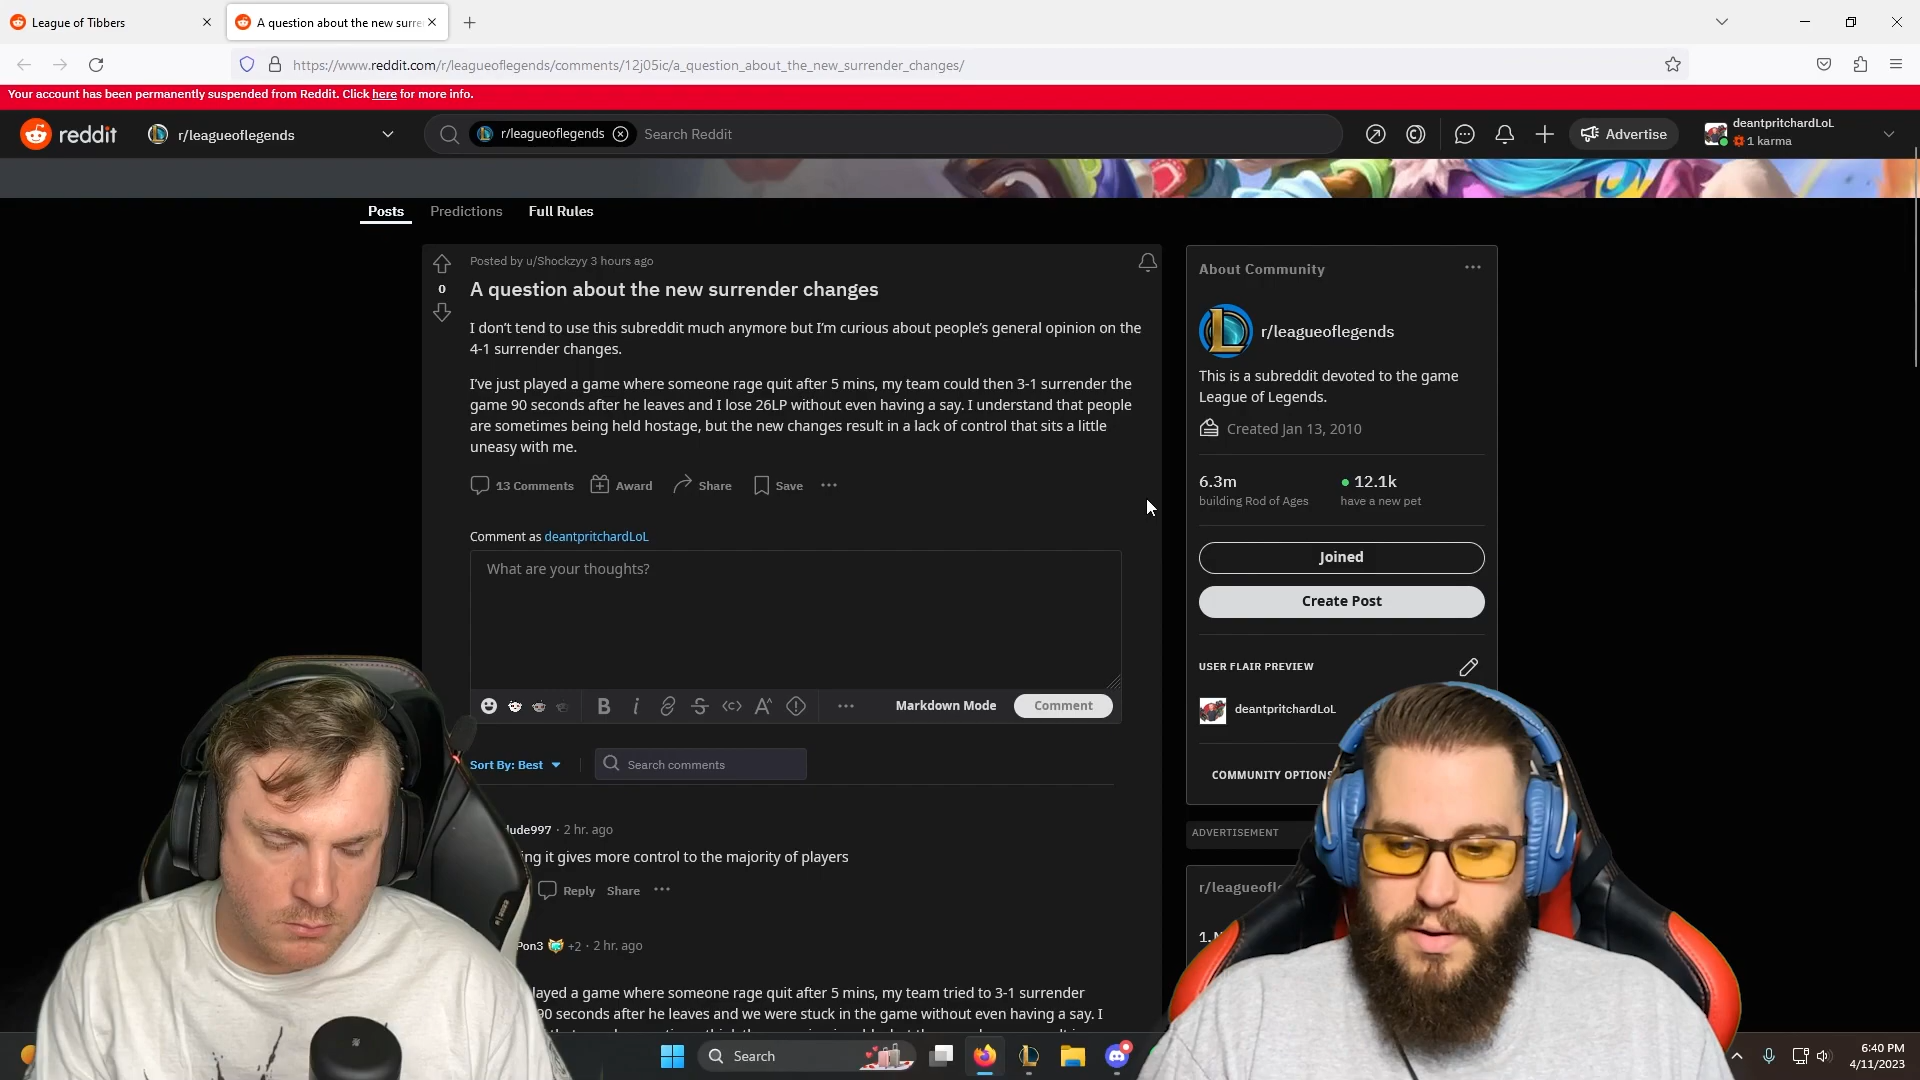 League of Tibbers
A question about the new surre
https://www.reddit.com/r/leagueoflegends/comments/12j05ic/a_question_about_the_new_surrender_changes/
Your account has been permanently suspended from Reddit. Click here for more info.
reddit
r/leagueoflegends
r/leagueoflegends
Search Reddit
Advertise
deantpritchardLoL
1 karma
Posts
Predictions
Full Rules
Posted by u/Shockzyy 3 hours ago
0
A question about the new surrender changes
I don't tend to use this subreddit much anymore but I'm curious about people's general opinion on the
4-1 surrender changes.
I've just played a game where someone rage quit after 5 mins, my team could then 3-1 surrender the
game 90 seconds after he leaves and I lose 26LP without even having a say. I understand that people
are sometimes being held hostage, but the new changes result in a lack of control that sits a little
uneasy with me.
13 Comments
Award
Share
Save
Comment as deantpritchardLoL
What are your thoughts?
Markdown Mode
Comment
Sort By: Best
Search comments
lude997 · 2 hr. ago
ng it gives more control to the majority of players
Reply
Share
Pon3 +2 · 2 hr. ago
layed a game where someone rage quit after 5 mins, my team tried to 3-1 surrender
90 seconds after he leaves and we were stuck in the game without even having a say. I
About Community
r/leagueoflegends
This is a subreddit devoted to the game
League of Legends.
Created Jan 13, 2010
6.3m
building Rod of Ages
12.1k
have a new pet
Joined
Create Post
USER FLAIR PREVIEW
deantpritchardLoL
COMMUNITY OPTIONS
ADVERTISEMENT
r/leagueofle
Search
6:40 PM
4/11/2023